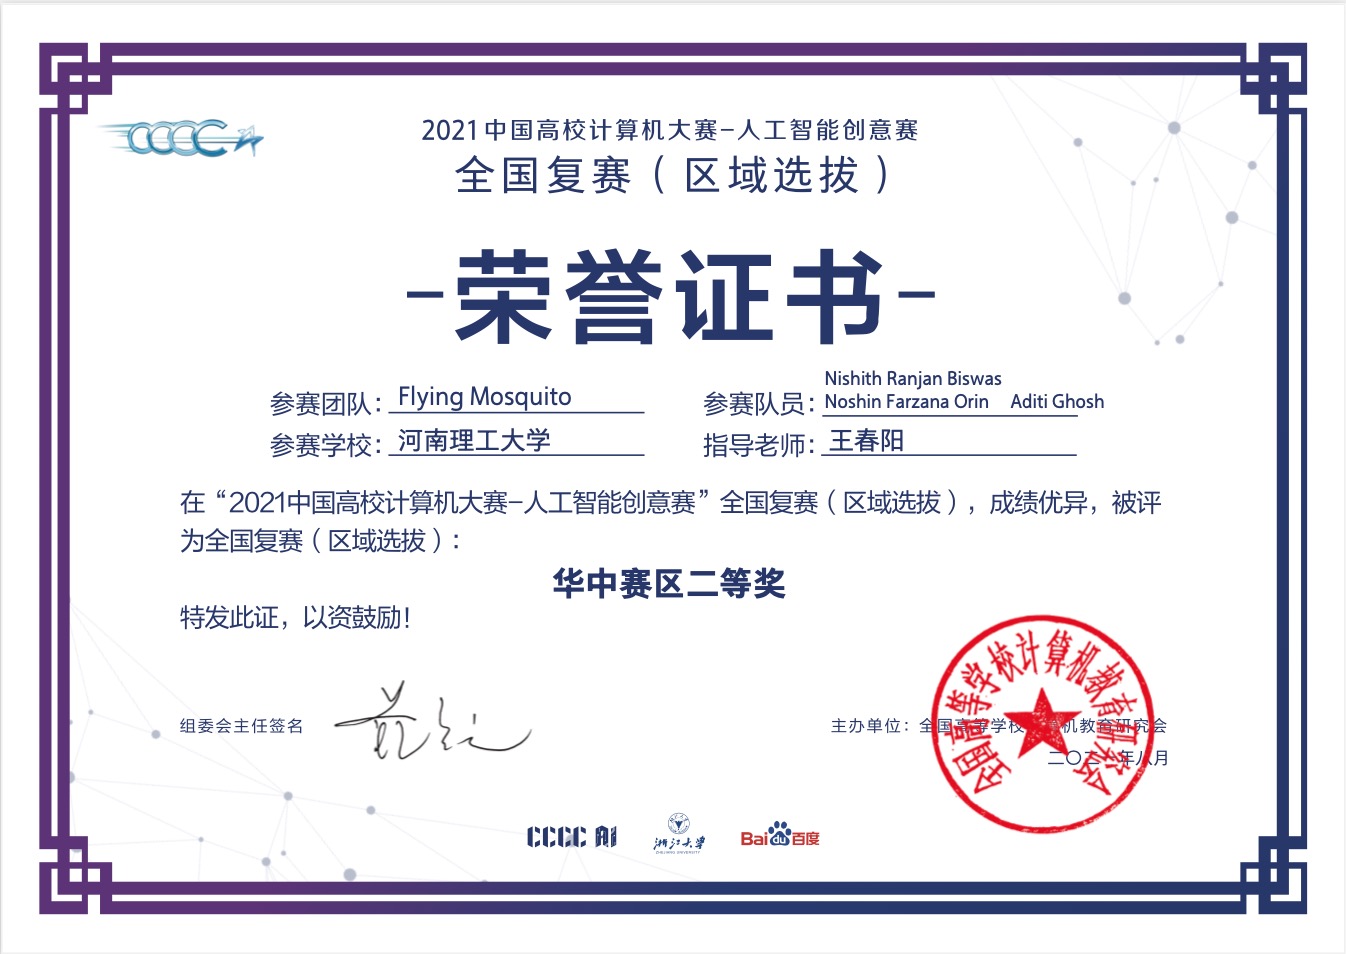 CCCC
2021中国高校计算机大赛-人工智能创意赛
全国复赛（区域选拔）
-荣誉证书-
参赛团队： Flying Mosquito
参赛队员： Nishith Ranjan Biswas
Noshin Farzana Orin Aditi Ghosh
参赛学校： 河南理工大学
指导老师： 王春阳
在“2021中国高校计算机大赛-人工智能创意赛”全国复赛（区域选拔），成绩优异，被评
为全国复赛（区域选拔）：
华中赛区二等奖
特发此证，以资鼓励！
组委会主任签名
主办单位：全国高等学校计算机教育研究会
二〇二一年八月
全国高等学校计算机教育研究会
CCCC AI
浙江大学
ZHEJIANG UNIVERSITY
Bai du 百度